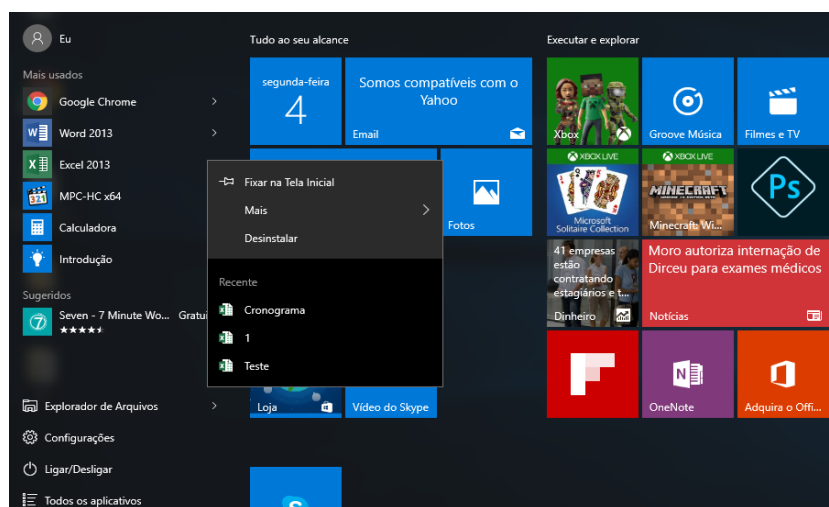 Eu
Mais usados
Google Chrome
Word 2013
Excel 2013
MPC-HC x64
Calculadora
Introdução
Sugeridos
Seven - 7 Minute Wo... Gratui
Explorador de Arquivos
Configurações
Ligar/Desligar
Todos os aplicativos
Fixar na Tela Inicial
Mais
Desinstalar
Recente
Cronograma
1
Teste
Tudo ao seu alcance
segunda-feira
4
Somos compatíveis com o
Yahoo
Email
Fotos
Loja
Vídeo do Skype
Executar e explorar
Xbox
Groove Música
Filmes e TV
XBOX LIVE
Microsoft
Solitaire Collection
XBOX LIVE
MINECRAFT
Minecraft: Wi...
Ps
41 empresas
estão
contratando
estagiários e t...
Dinheiro
Moro autoriza internação de
Dirceu para exames médicos
Notícias
OneNote
Adquira o Offi...